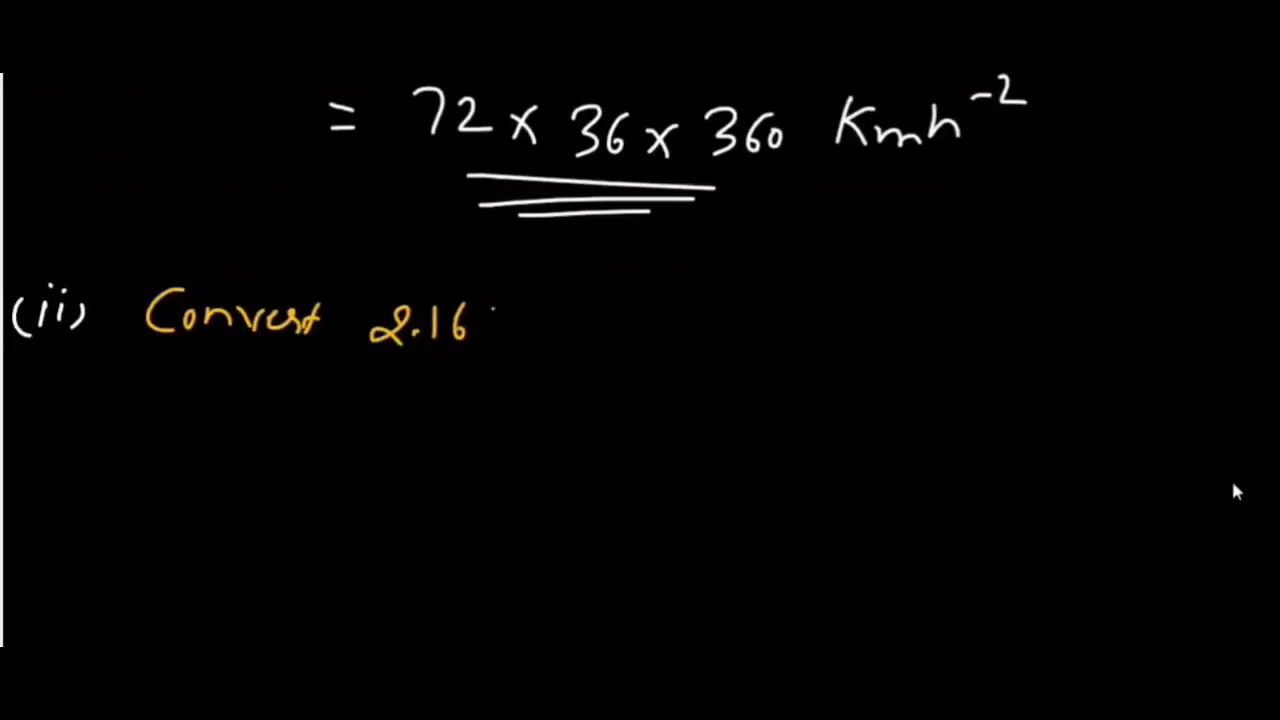 = 72 x 36 x 360 Kmh⁻²
(ii) Convert 2.16